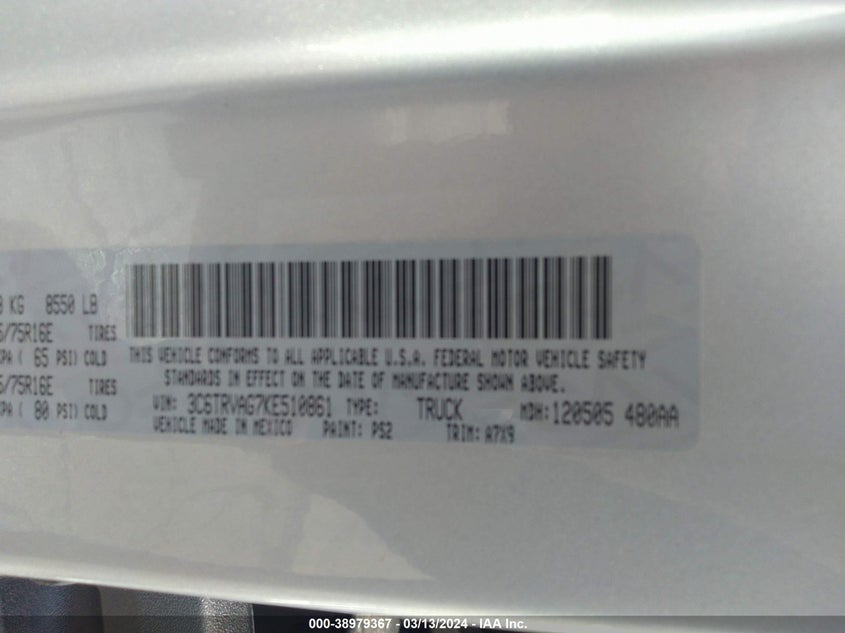 KG 8550 LB
/75R16E TIRES
PA ( 65 PSI) COLD
/75R16E TIRES
PA ( 80 PSI) COLD
THIS VEHICLE CONFORMS TO ALL APPLICABLE U.S.A. FEDERAL MOTOR VEHICLE SAFETY
STANDARDS IN EFFECT ON THE DATE OF MANUFACTURE SHOWN ABOVE.
VIN: 3C6TRVAG7KE510861 TYPE: TRUCK MDH: 120505 480AA
VEHICLE MADE IN MEXICO PAINT: PS2 TRIM: A7X9
000-38979367 - 03/13/2024 - IAA Inc.